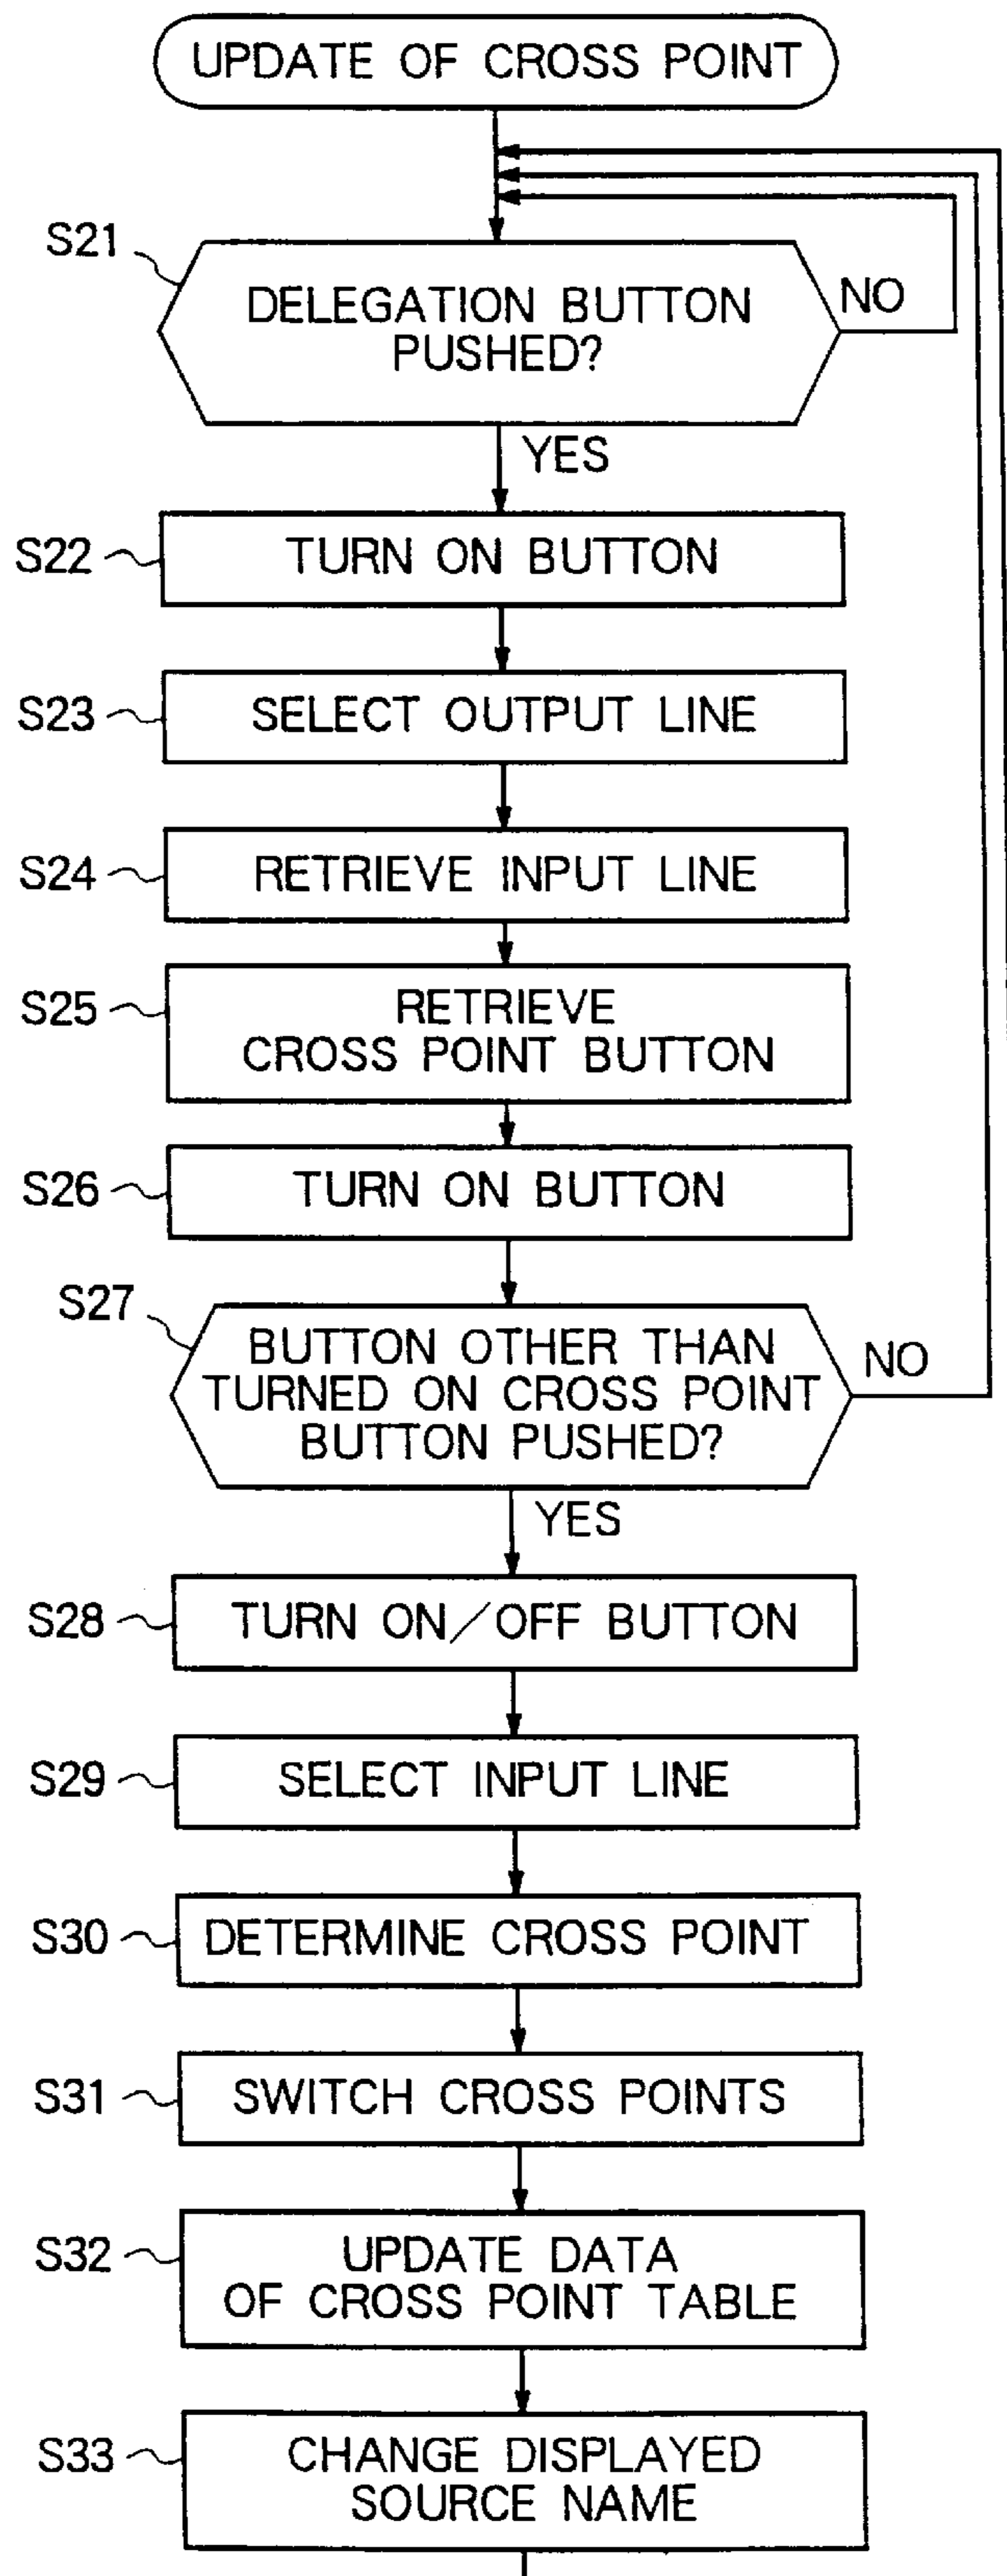 UPDATE OF CROSS POINT
S21
DELEGATION BUTTON
PUSHED?
NO
YES
S22
TURN ON BUTTON
S23
SELECT OUTPUT LINE
S24
RETRIEVE INPUT LINE
S25
RETRIEVE
CROSS POINT BUTTON
S26
TURN ON BUTTON
S27
BUTTON OTHER THAN
TURNED ON CROSS POINT
BUTTON PUSHED?
NO
YES
S28
TURN ON/OFF BUTTON
S29
SELECT INPUT LINE
S30
DETERMINE CROSS POINT
S31
SWITCH CROSS POINTS
S32
UPDATE DATA
OF CROSS POINT TABLE
S33
CHANGE DISPLAYED
SOURCE NAME